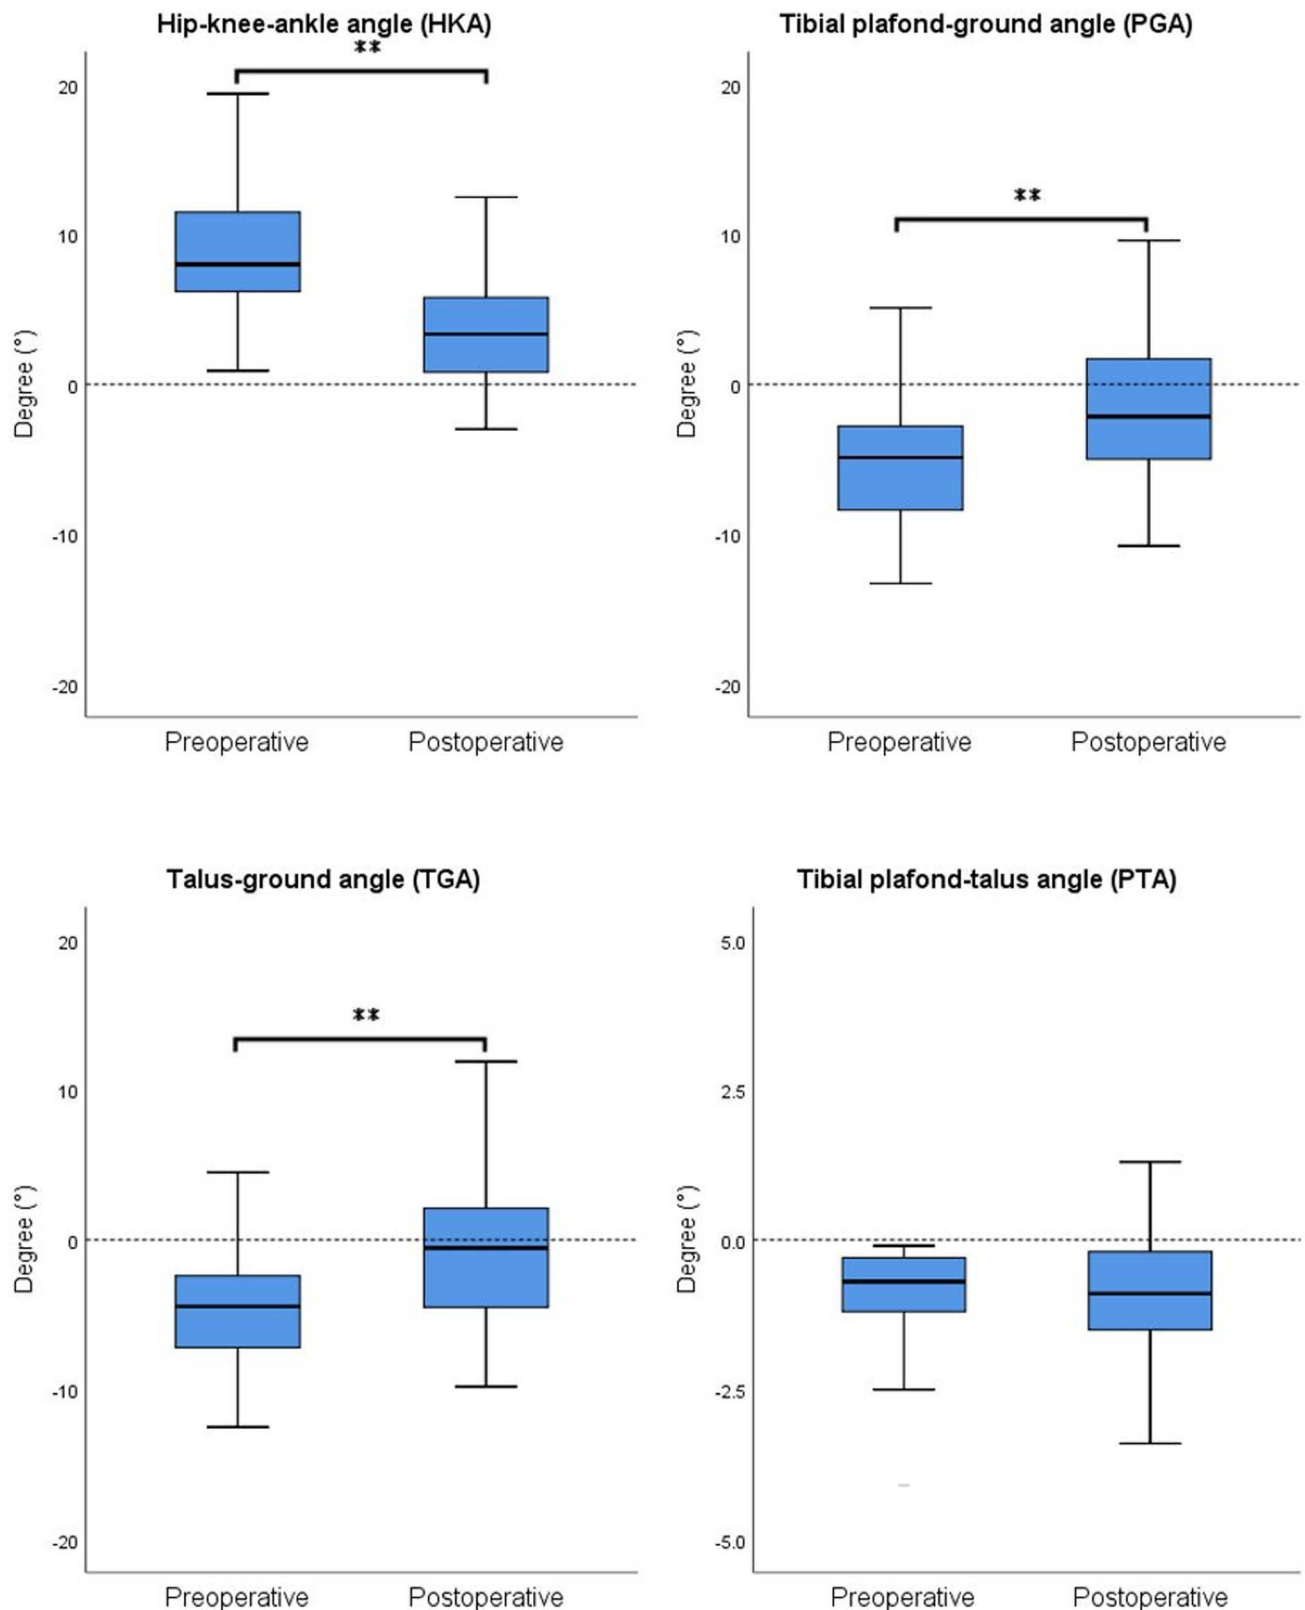 Hip-knee-ankle angle (HKA)
**
20
10
0
-10
-20
Degree (°)
Preoperative
Postoperative
Tibial plafond-ground angle (PGA)
**
20
10
0
-10
-20
Degree (°)
Preoperative
Postoperative
Talus-ground angle (TGA)
**
20
10
0
-10
-20
Degree (°)
Preoperative
Postoperative
Tibial plafond-talus angle (PTA)
5.0
2.5
0.0
-2.5
-5.0
Degree (°)
Preoperative
Postoperative